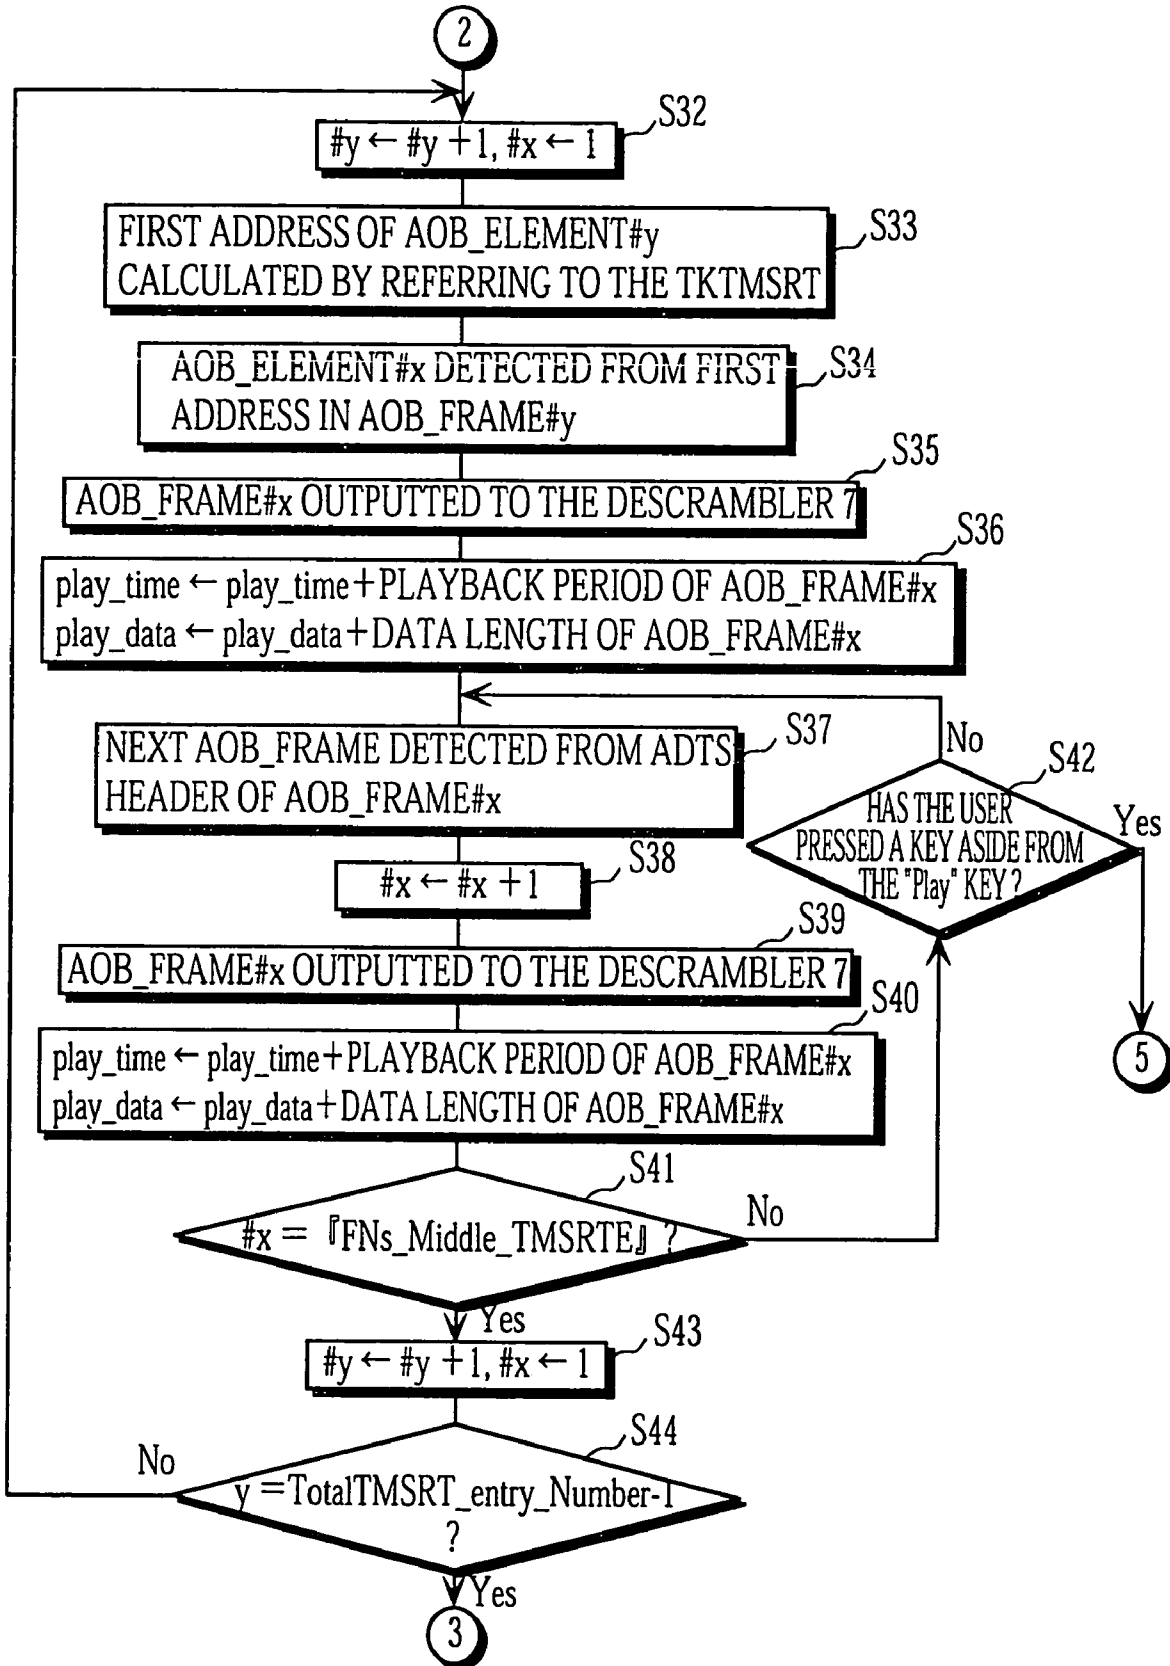 2
S32
#y ← #y +1, #x ← 1
S33
FIRST ADDRESS OF AOB_ELEMENT#y
CALCULATED BY REFERRING TO THE TKTMSRT
S34
AOB_ELEMENT#x DETECTED FROM FIRST
ADDRESS IN AOB_FRAME#y
S35
AOB_FRAME#x OUTPUTTED TO THE DESCRAMBLER 7
S36
play_time ← play_time+PLAYBACK PERIOD OF AOB_FRAME#x
play_data ← play_data+DATA LENGTH OF AOB_FRAME#x
S37
NEXT AOB_FRAME DETECTED FROM ADTS
HEADER OF AOB_FRAME#x
No
S42
HAS THE USER
PRESSED A KEY ASIDE FROM
THE "Play" KEY ?
Yes
S38
#x ← #x +1
S39
AOB_FRAME#x OUTPUTTED TO THE DESCRAMBLER 7
S40
play_time ← play_time+PLAYBACK PERIOD OF AOB_FRAME#x
play_data ← play_data+DATA LENGTH OF AOB_FRAME#x
5
S41
#x = 『FNs_Middle_TMSRTE』 ?
No
Yes
S43
#y ← #y +1, #x ← 1
S44
No
y =TotalTMSRT_entry_Number-1
?
Yes
3